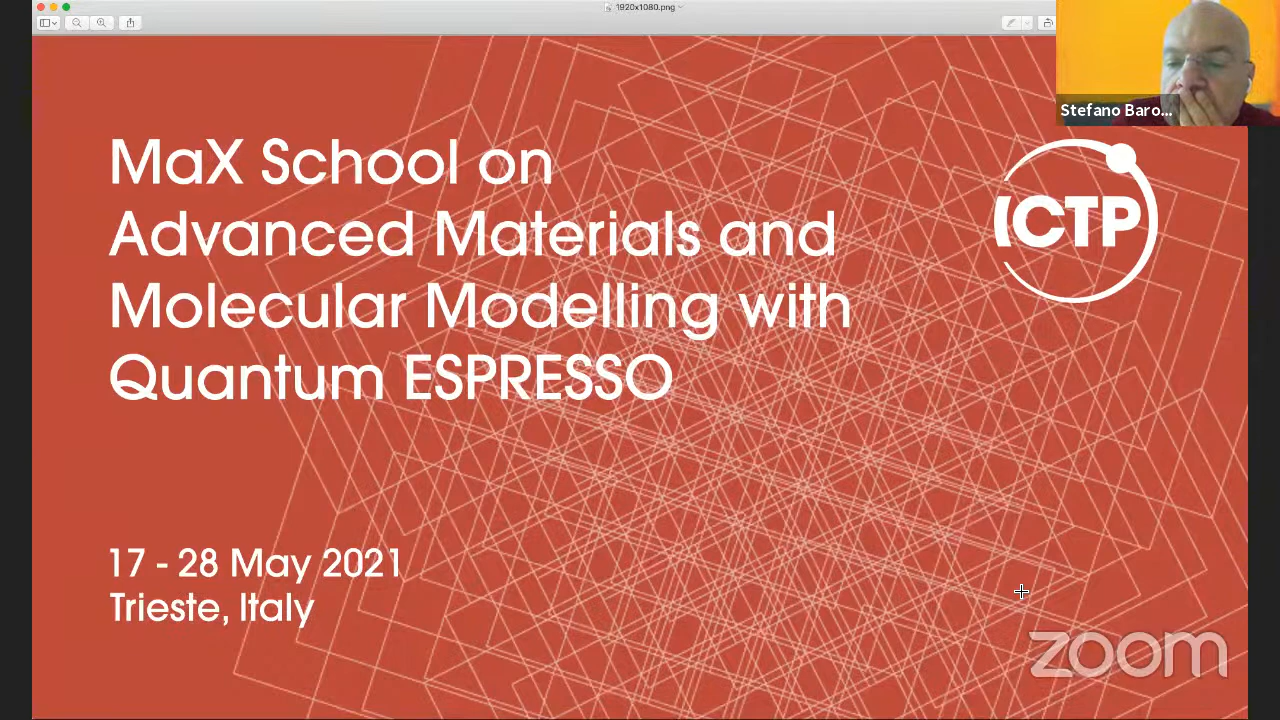 1920x1080.png
Stefano Baro...
MaX School on
Advanced Materials and
Molecular Modelling with
Quantum ESPRESSO
ICTP
17 - 28 May 2021
Trieste, Italy
zoom